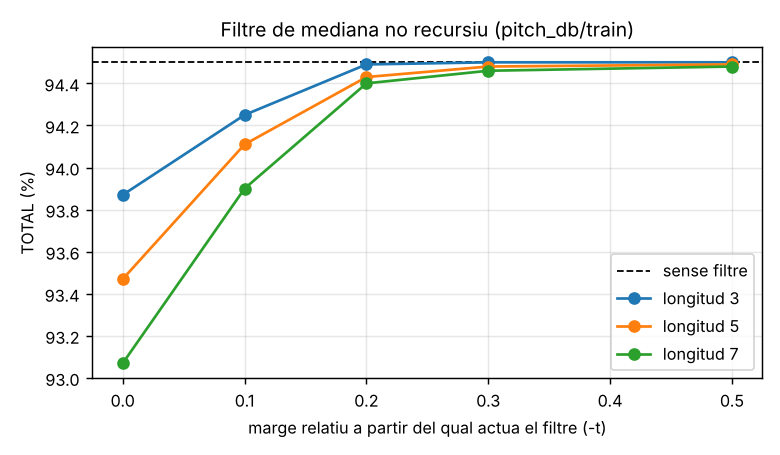 Filtre de mediana no recursiu (pitch_db/train)
TOTAL (%)
94.4
94.2
94.0
93.8
93.6
93.4
93.2
93.0
sense filtre
longitud 3
longitud 5
longitud 7
0.0 0.1 0.2 0.3 0.4 0.5
marge relatiu a partir del qual actua el filtre (-t)